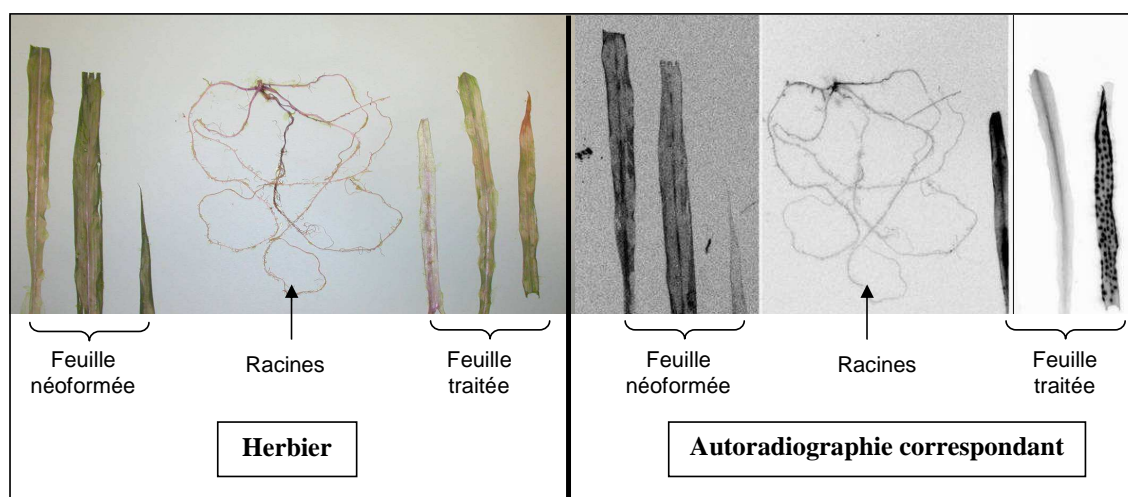 Feuille
néoformée
Racines
Feuille
traitée
Herbier
Feuille
néoformée
Racines
Feuille
traitée
Autoradiographie correspondant